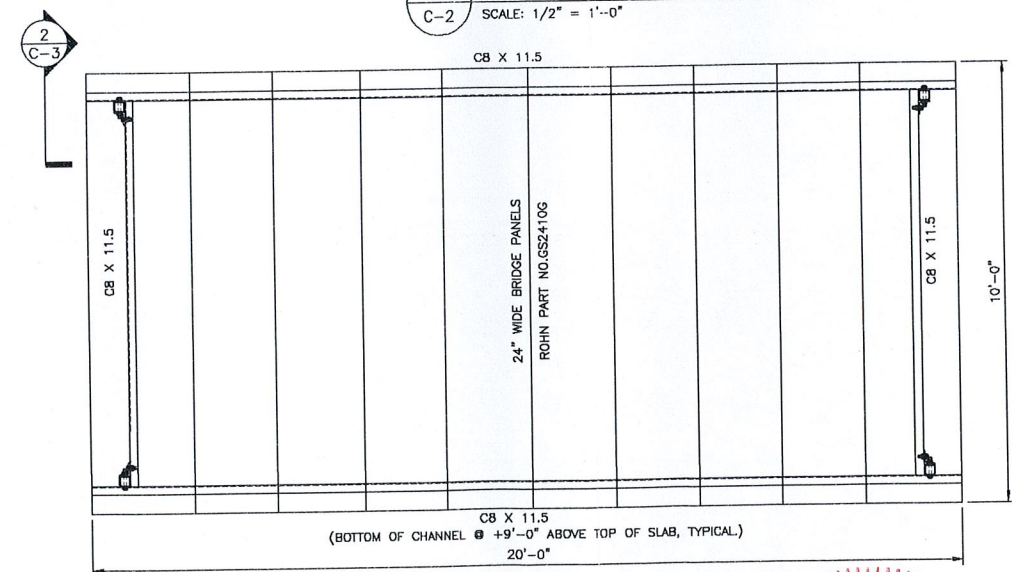 C-2
SCALE: 1/2" = 1'-0"
2
C-3
C8 X 11.5
C8 X 11.5
24" WIDE BRIDGE PANELS
ROHN PART NO.GS2410G
C8 X 11.5
10'-0"
C8 X 11.5
(BOTTOM OF CHANNEL @ +9'-0" ABOVE TOP OF SLAB, TYPICAL.)
20'-0"